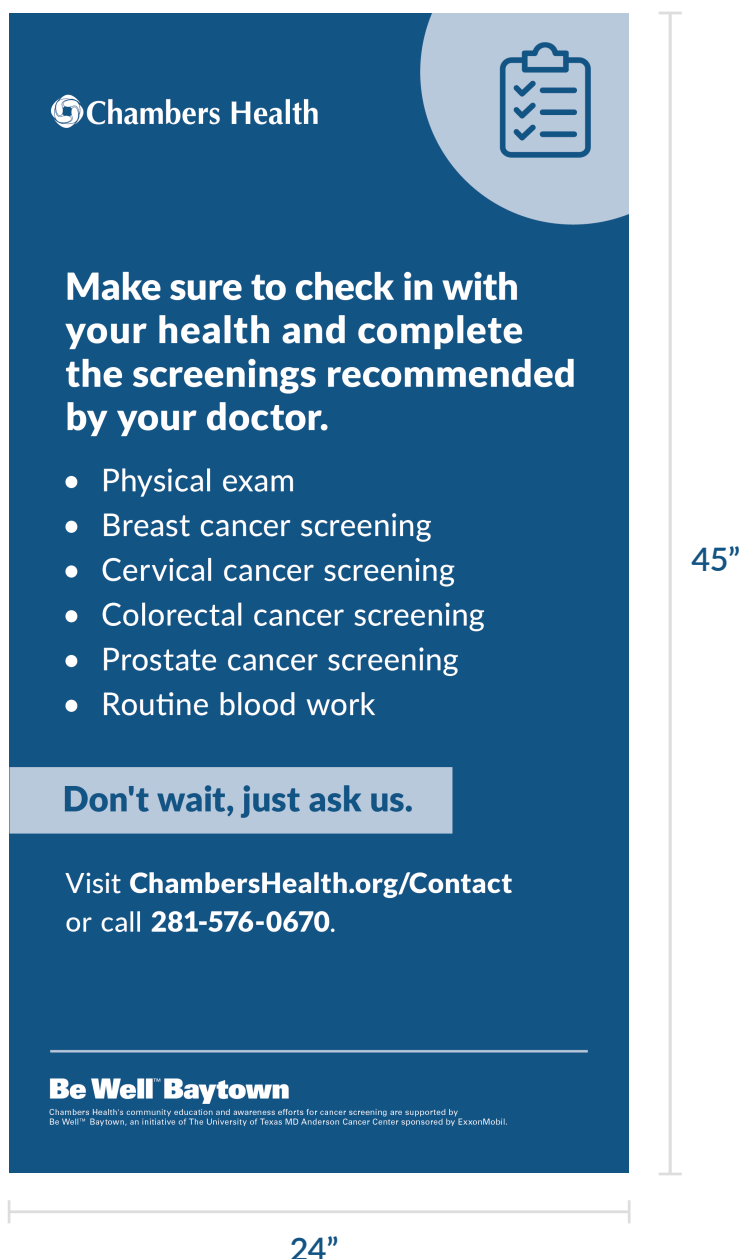 Chambers Health
Make sure to check in with
your health and complete
the screenings recommended
by your doctor.
• Physical exam
• Breast cancer screening
• Cervical cancer screening
• Colorectal cancer screening
• Prostate cancer screening
• Routine blood work
45”
Don't wait, just ask us.
Visit ChambersHealth.org/Contact
or call 281-576-0670.
Be Well™ Baytown
Chambers Health's community education and awareness efforts for cancer screening are supported by
Be Well™ Baytown, an initiative of The University of Texas MD Anderson Cancer Center sponsored by ExxonMobil.
24”